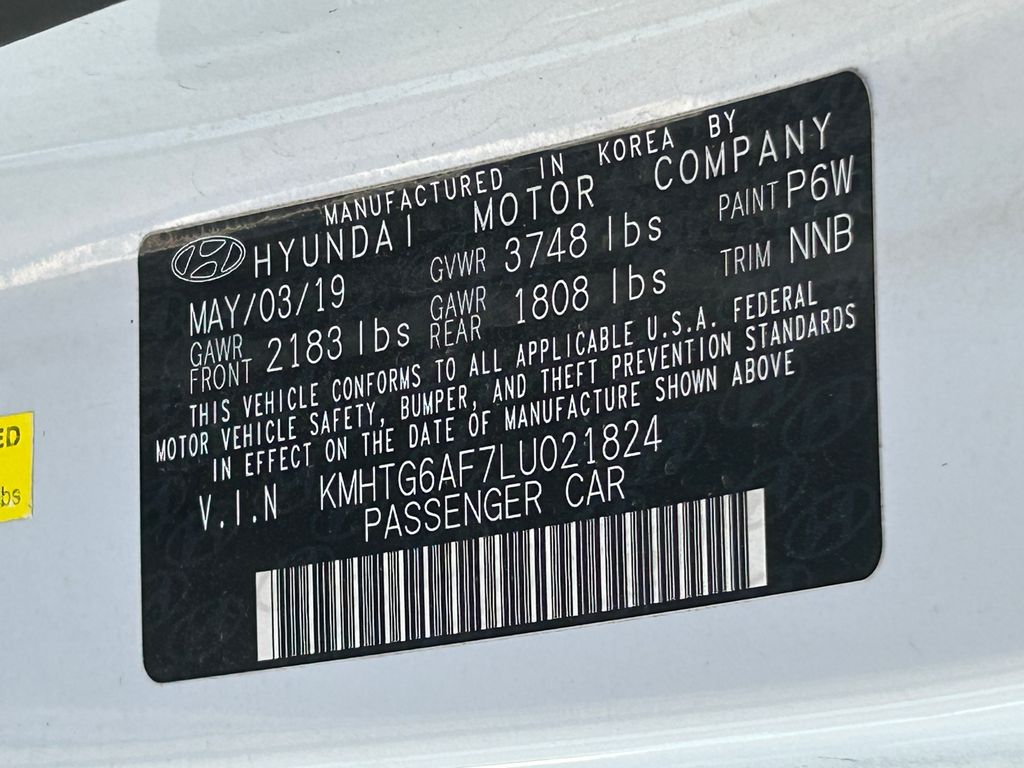 MANUFACTURED IN KOREA BY
HYUNDAI MOTOR COMPANY
MAY/03/19 GVWR 3748 lbs PAINT P6W
GAWR FRONT 2183 lbs GAWR REAR 1808 lbs TRIM NNB
THIS VEHICLE CONFORMS TO ALL APPLICABLE U.S.A. FEDERAL
MOTOR VEHICLE SAFETY, BUMPER, AND THEFT PREVENTION STANDARDS
IN EFFECT ON THE DATE OF MANUFACTURE SHOWN ABOVE
V.I.N KMHTG6AF7LU021824
PASSENGER CAR